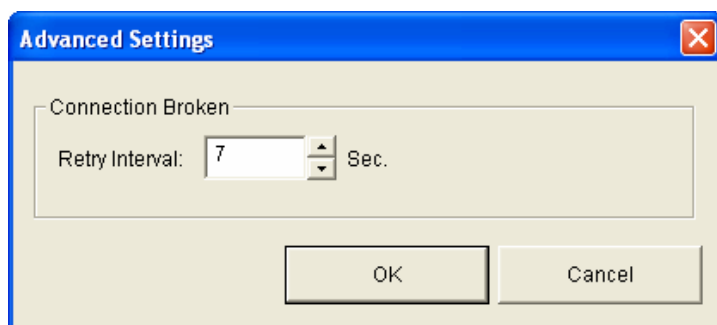 Advanced Settings
Connection Broken
Retry Interval: 7 Sec.
OK Cancel